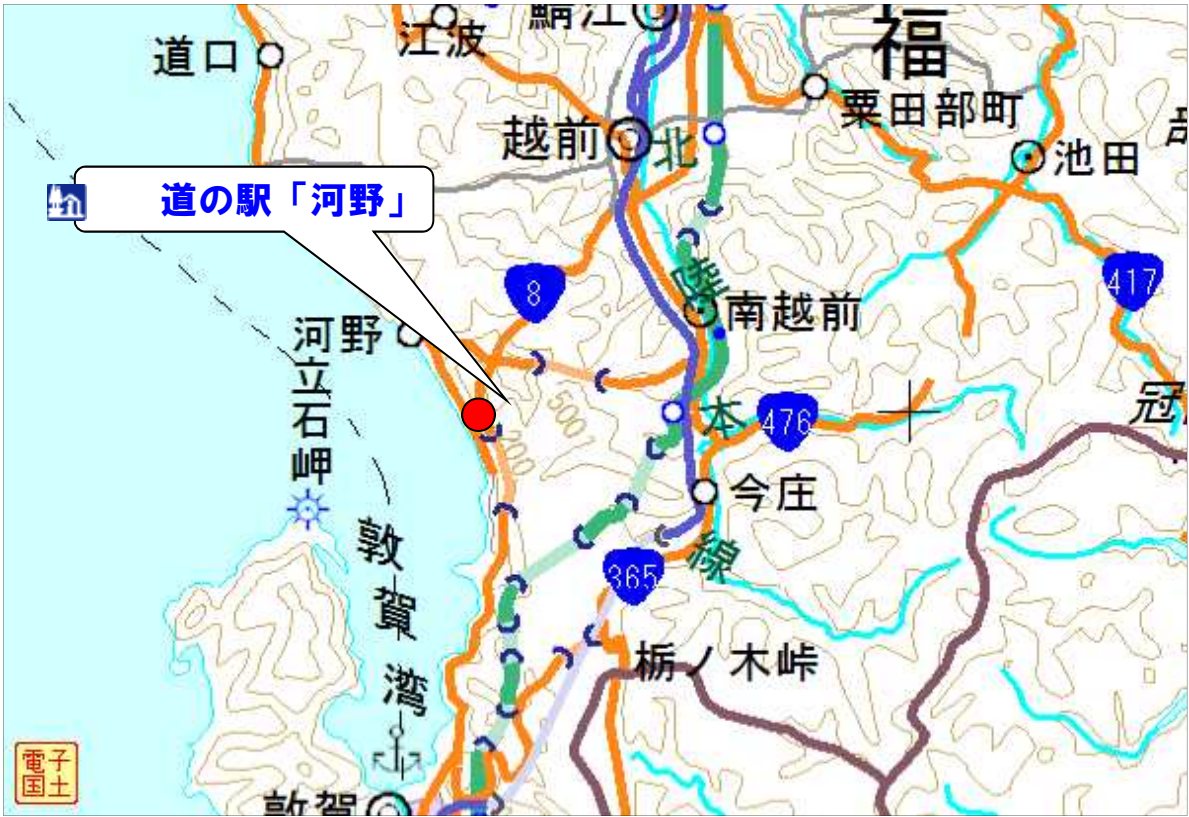 鯖江
福
道口
江波
粟田部町
越前
北
池田
道の駅「河野」
陸
8
417
南越前
河野
立石岬
500
200
本
476
冠
今庄
敦賀湾
線
365
栃ノ木峠
電子
国土
敦賀